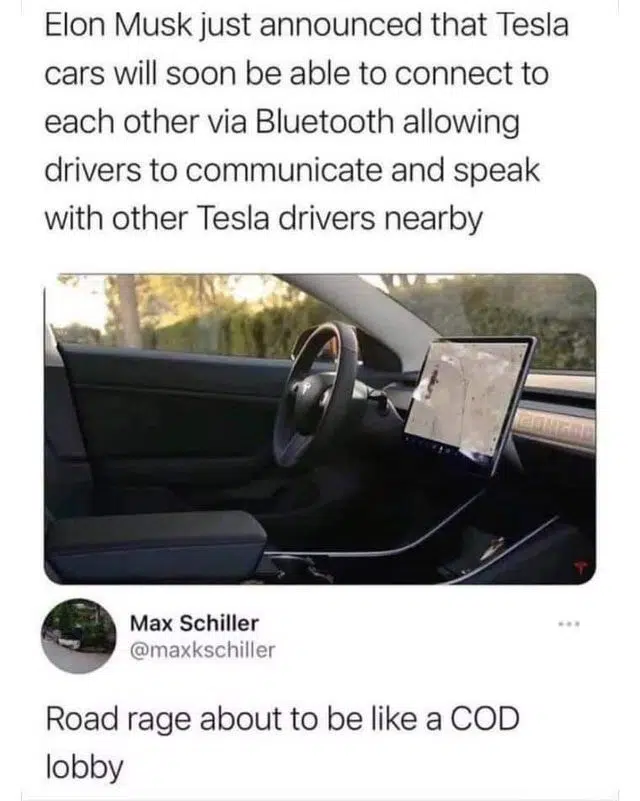 Elon Musk just announced that Tesla
cars will soon be able to connect to
each other via Bluetooth allowing
drivers to communicate and speak
with other Tesla drivers nearby
Max Schiller
@maxkschiller
Road rage about to be like a COD
lobby